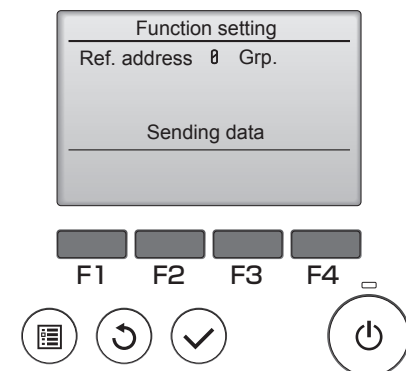 Function setting
Ref. address 0 Grp.
Sending data
F1 F2 F3 F4